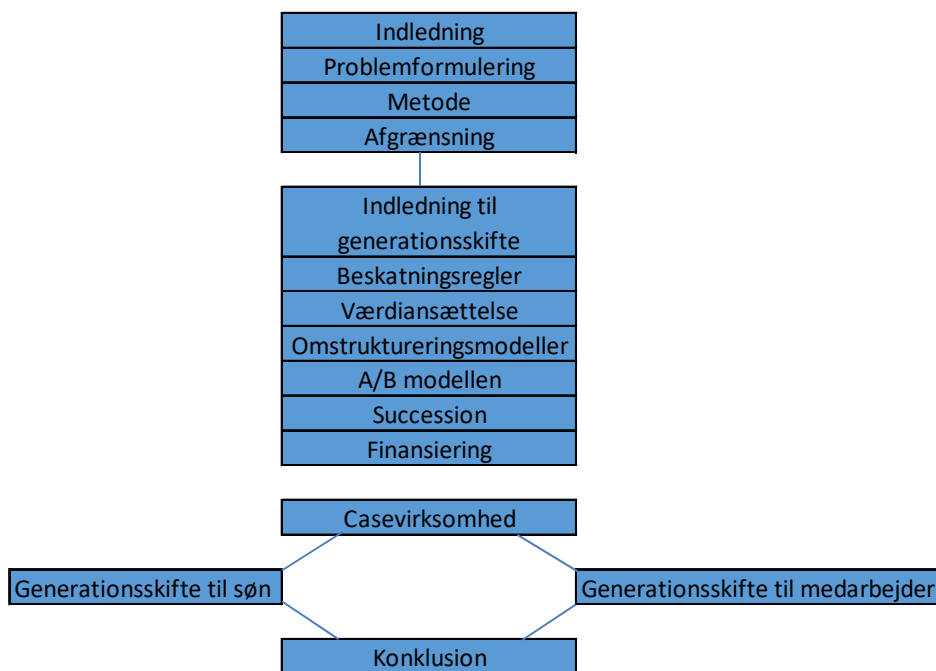 Indledning
Problemformulering
Metode
Afgrænsning
Indledning til
generationsskifte
Beskatningsregler
Værdiansættelse
Omstruktureringsmodeller
A/B modellen
Succession
Finansiering
Casevirksomhed
Generationsskifte til søn
Generationsskifte til medarbejder
Konklusion